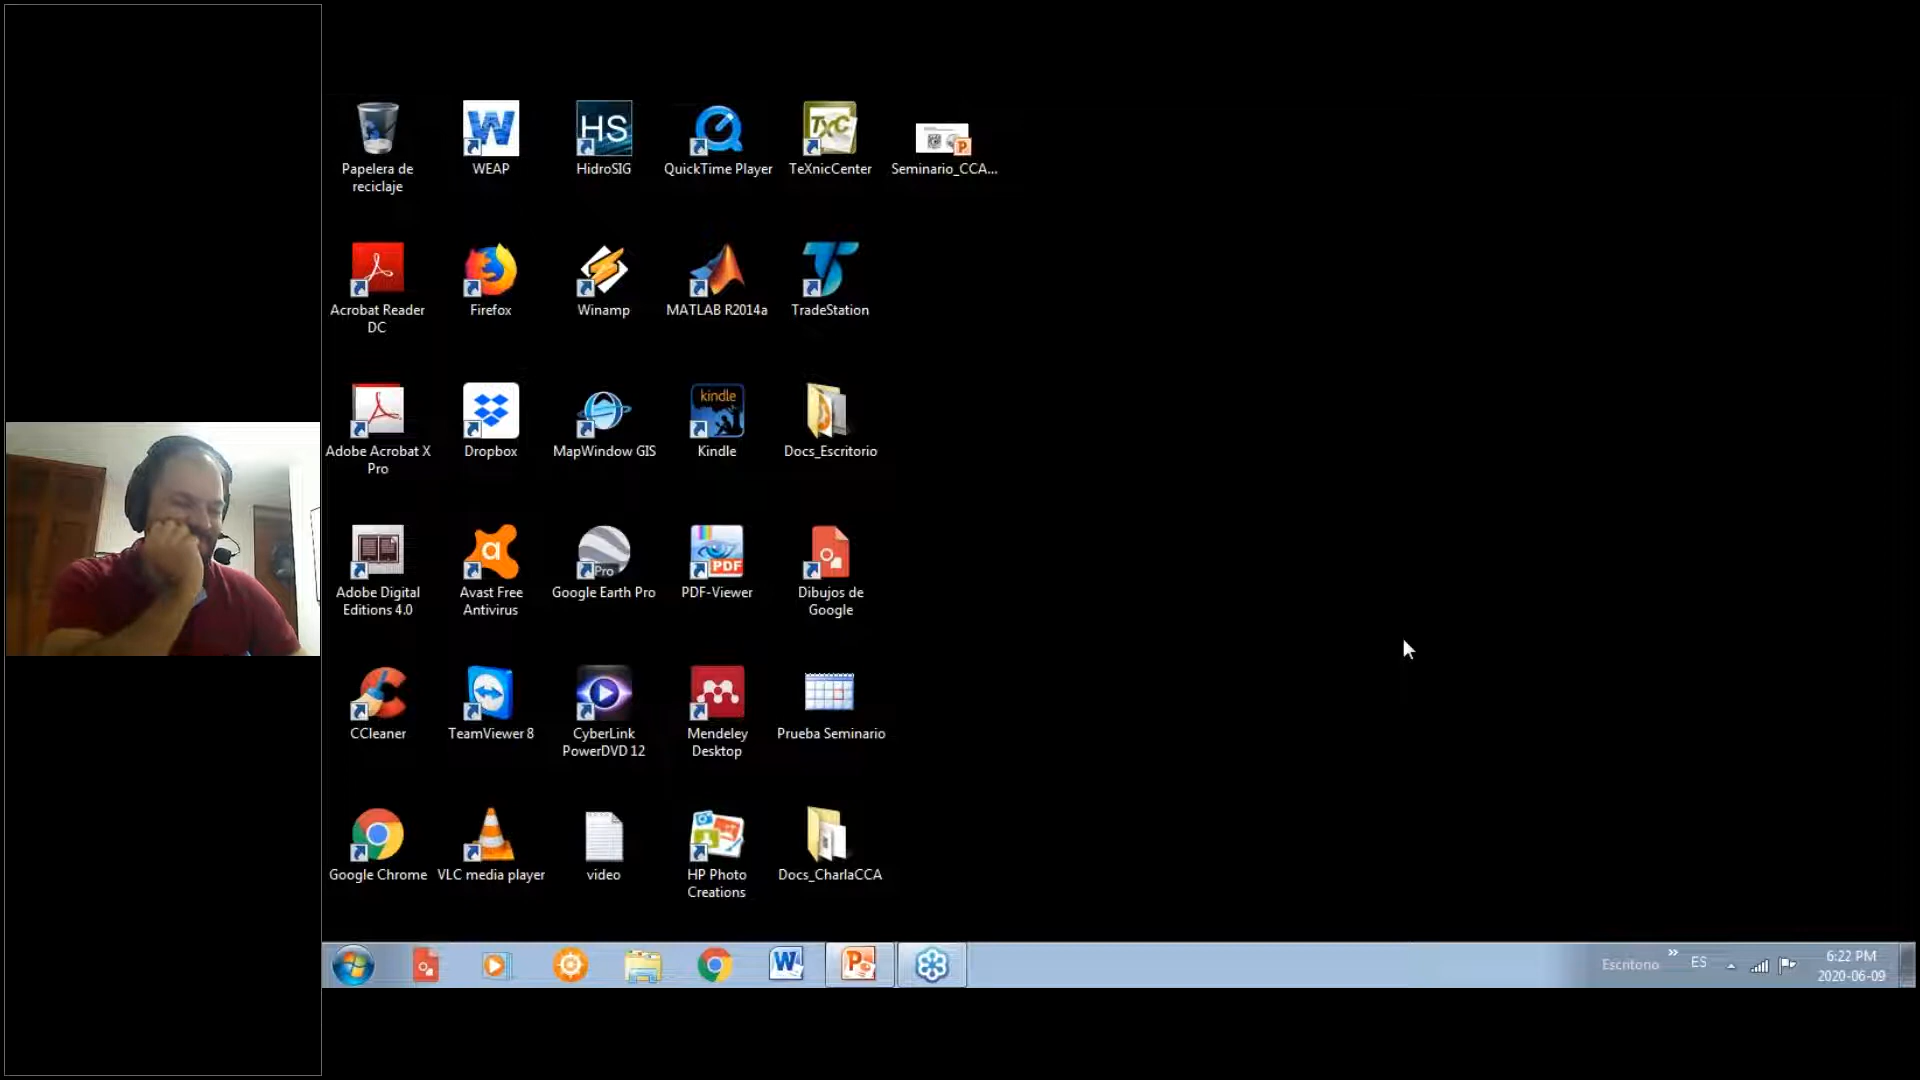 Papelera de
reciclaje
WEAP
HS
HidroSIG
QuickTime Player
TXC
TeXnicCenter
Seminario_CCA...
Acrobat Reader
DC
Firefox
Winamp
MATLAB R2014a
TradeStation
Adobe Acrobat X
Pro
Dropbox
MapWindow GIS
kindle
Kindle
Docs_Escritorio
Adobe Digital
Editions 4.0
Avast Free
Antivirus
Pro
Google Earth Pro
PDF
PDF-Viewer
Dibujos de
Google
CCleaner
TeamViewer 8
CyberLink
PowerDVD 12
Mendeley
Desktop
Prueba Seminario
Google Chrome
VLC media player
video
HP Photo
Creations
Docs_CharlaCCA
Escritorio
»
ES
6:22 PM
2020-06-09